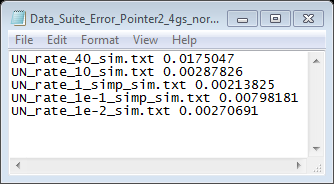 Data_Suite_Error_Pointer2_4gs_nor...
File Edit Format View Help
UN_rate_40_sim.txt 0.0175047
UN_rate_10_sim.txt 0.00287826
UN_rate_1_simp_sim.txt 0.00213825
UN_rate_1e-1_simp_sim.txt 0.00798181
UN_rate_1e-2_sim.txt 0.00270691